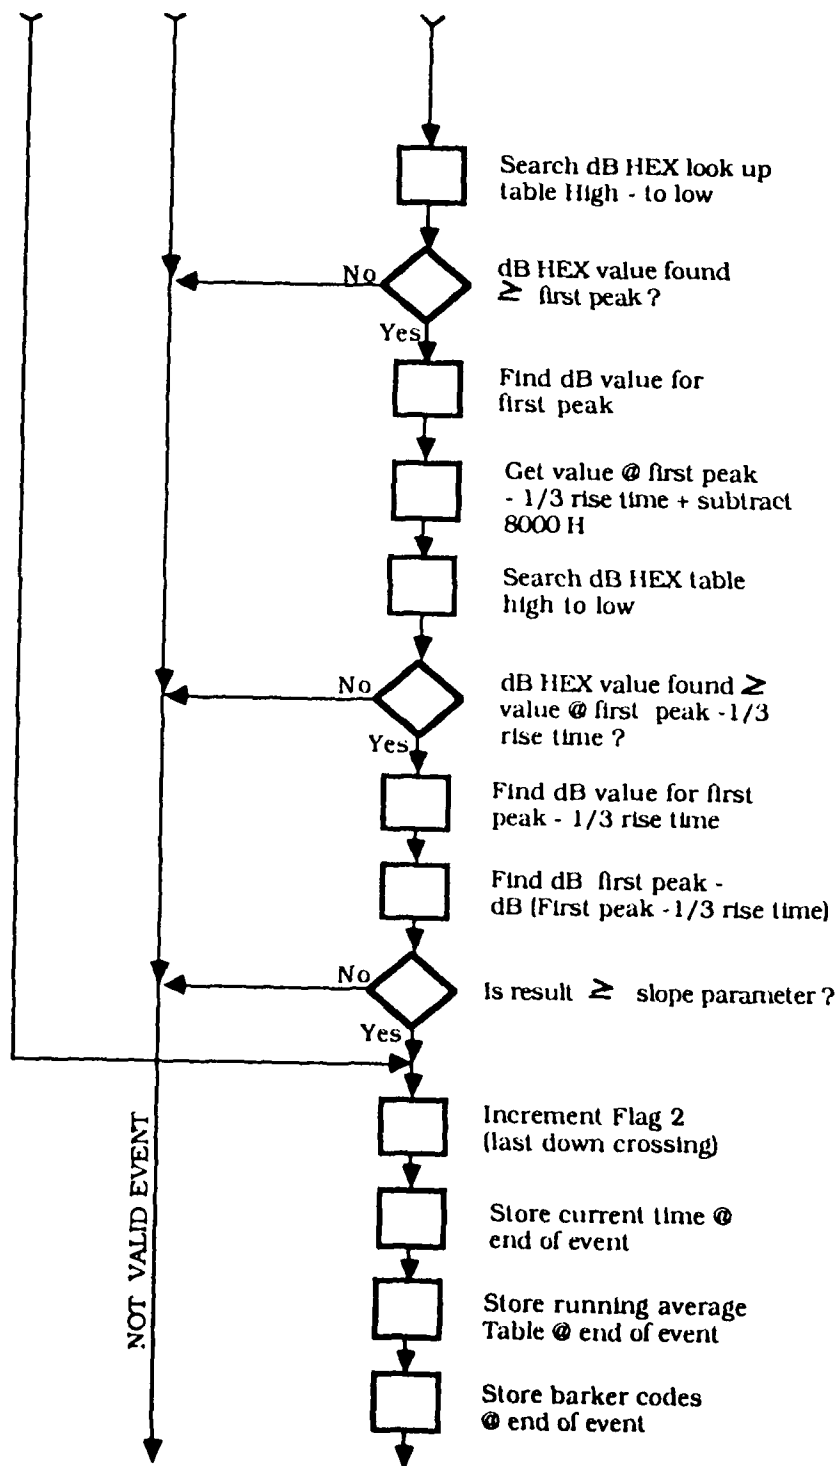 Search dB HEX look up
table High - to low
No
dB HEX value found
≥ first peak ?
Yes
Find dB value for
first peak
Get value @ first peak
- 1/3 rise time + subtract
8000 H
Search dB HEX table
high to low
No
dB HEX value found ≥
value @ first peak -1/3
rise time ?
Yes
Find dB value for first
peak - 1/3 rise time
Find dB first peak -
dB (First peak -1/3 rise time)
No
Is result ≥ slope parameter ?
Yes
NOT VALID EVENT
Increment Flag 2
(last down crossing)
Store current time @
end of event
Store running average
Table @ end of event
Store barker codes
@ end of event